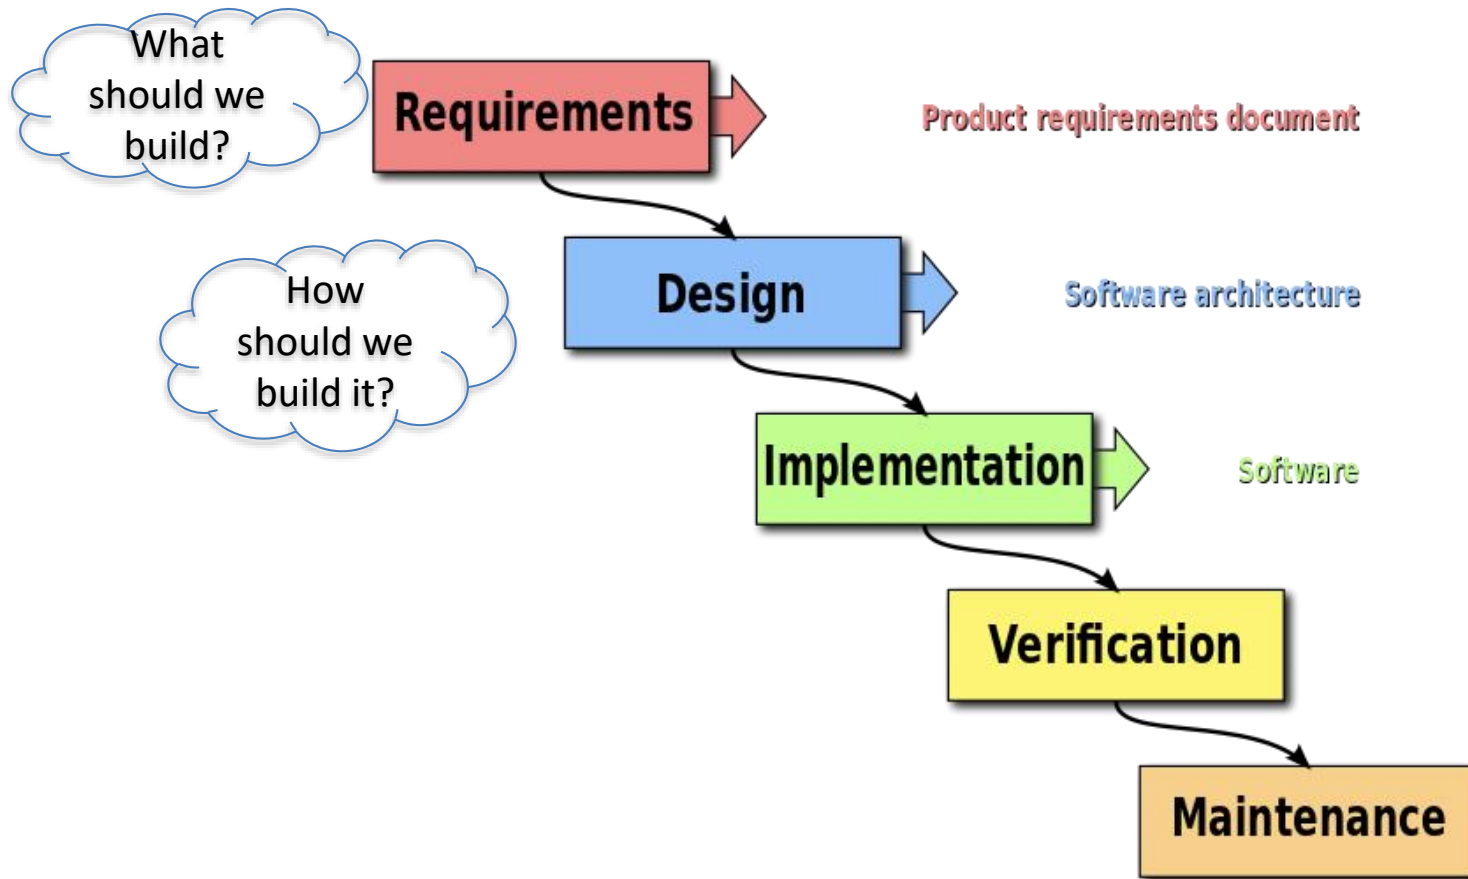 What
should we
build?
Requirements
Product requirements document
How
should we
build it?
Design
Software architecture
Implementation
Software
Verification
Maintenance